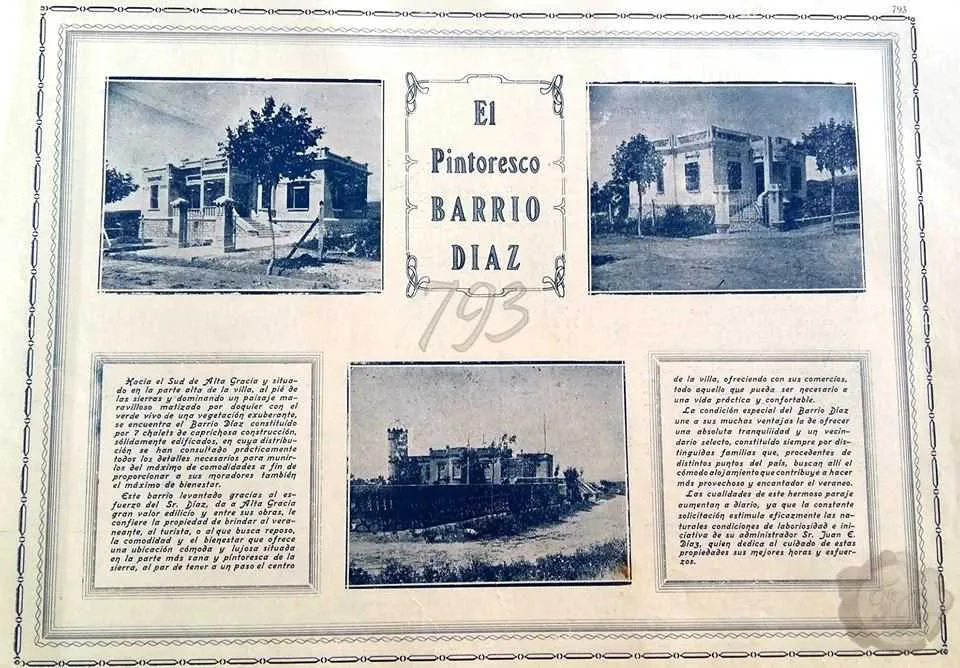 793
El
Pintoresco
BARRIO
DIAZ
793
Hacia el Sud de Alta Gracia y situa-
do en la parte alta de la villa, al pié de
las sierras y dominando un paisaje ma-
ravilloso matizado por doquier con el
verde vivo de una vegetación exuberante,
se encuentra el Barrio Díaz constituído
por 7 chalets de caprichosa construcción,
sólidamente edificados, en cuya distribu-
ción se han consultado prácticamente
todos los detalles necesarios para munir-
los del máximo de comodidades a fin de
proporcionar a sus moradores también
el máximo de bienestar.
Este barrio levantado gracias al es-
fuerzo del Sr. Díaz, da a Alta Gracia
gran valor edilicio y entre sus obras, le
confiere la propiedad de brindar al vera-
neante, al turista, o al que busca reposo,
la comodidad y el bienestar que ofrece
una ubicación cómoda y lujosa situada
en la parte más sana y pintoresca de la
sierra, al par de tener a un paso el centro
de la villa, ofreciendo con sus comercios,
todo aquello que pueda ser necesario a
una vida práctica y confortable.
La condición especial del Barrio Díaz
une a sus muchas ventajas la de ofrecer
una absoluta tranquilidad y un vecin-
dario selecto, constituído siempre por dis-
tinguidas familias que, procedentes de
distintos puntos del país, buscan allí el
cómodo alojamiento que contribuye a hacer
más provechoso y encantador el veraneo.
Las cualidades de este hermoso paraje
aumentan a diario, ya que la constante
solicitación estimula eficazmente las na-
turales condiciones de laboriosidad e ini-
ciativa de su administrador Sr. Juan E.
Díaz, quien dedica al cuidado de estas
propiedades sus mejores horas y esfuer-
zos.